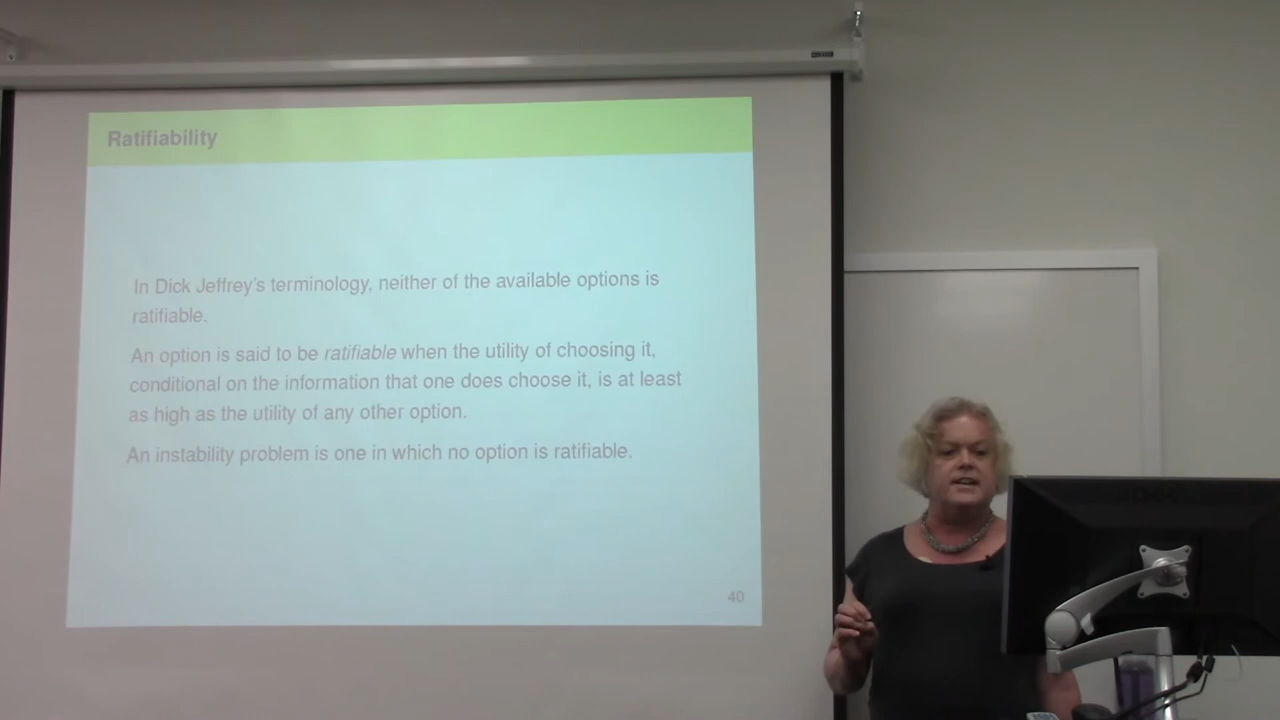 Ratifiability
In Dick Jeffrey's terminology, neither of the available options is
ratifiable.
An option is said to be ratifiable when the utility of choosing it,
conditional on the information that one does choose it, is at least
as high as the utility of any other option.
An instability problem is one in which no option is ratifiable.
40